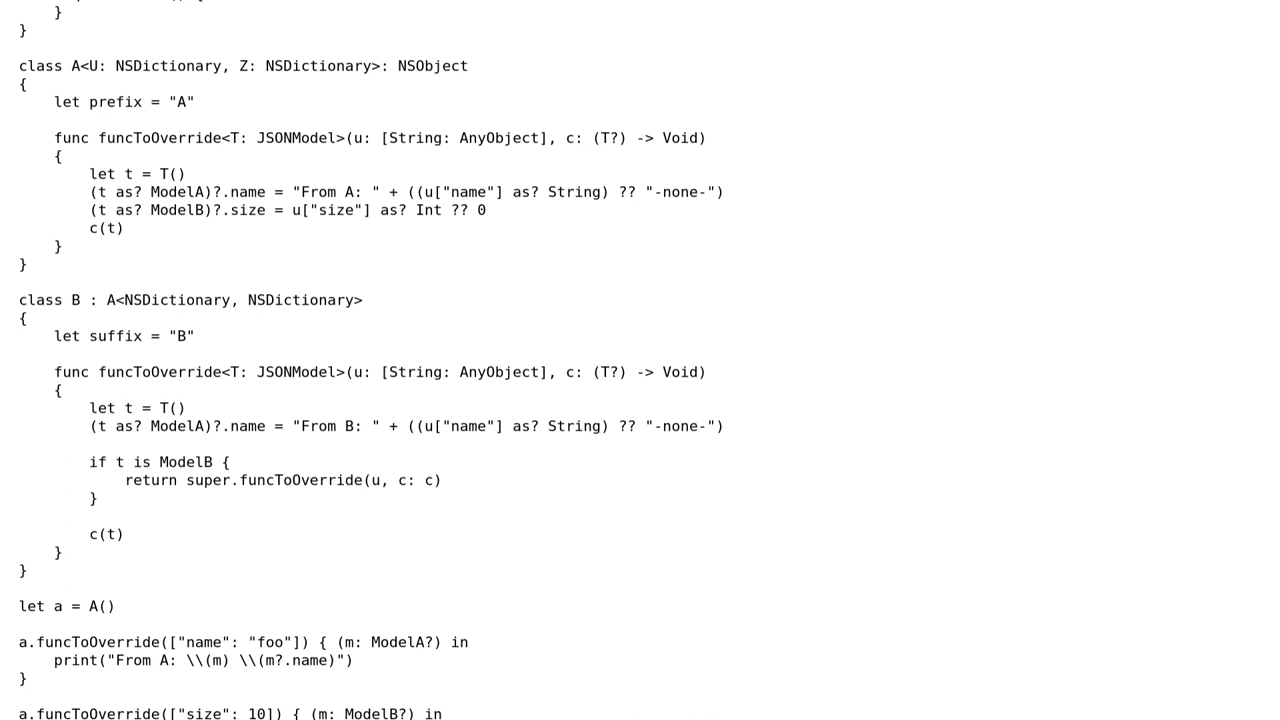 }
}

class A<U: NSDictionary, Z: NSDictionary>: NSObject
{
    let prefix = "A"

    func funcToOverride<T: JSONModel>(u: [String: AnyObject], c: (T?) -> Void)
    {
        let t = T()
        (t as? ModelA)?.name = "From A: " + ((u["name"] as? String) ?? "-none-")
        (t as? ModelB)?.size = u["size"] as? Int ?? 0
        c(t)
    }
}

class B : A<NSDictionary, NSDictionary>
{
    let suffix = "B"

    func funcToOverride<T: JSONModel>(u: [String: AnyObject], c: (T?) -> Void)
    {
        let t = T()
        (t as? ModelA)?.name = "From B: " + ((u["name"] as? String) ?? "-none-")

        if t is ModelB {
            return super.funcToOverride(u, c: c)
        }

        c(t)
    }
}

let a = A()

a.funcToOverride(["name": "foo"]) { (m: ModelA?) in
    print("From A: \\(m) \\(m?.name)")
}

a.funcToOverride(["size": 10]) { (m: ModelB?) in